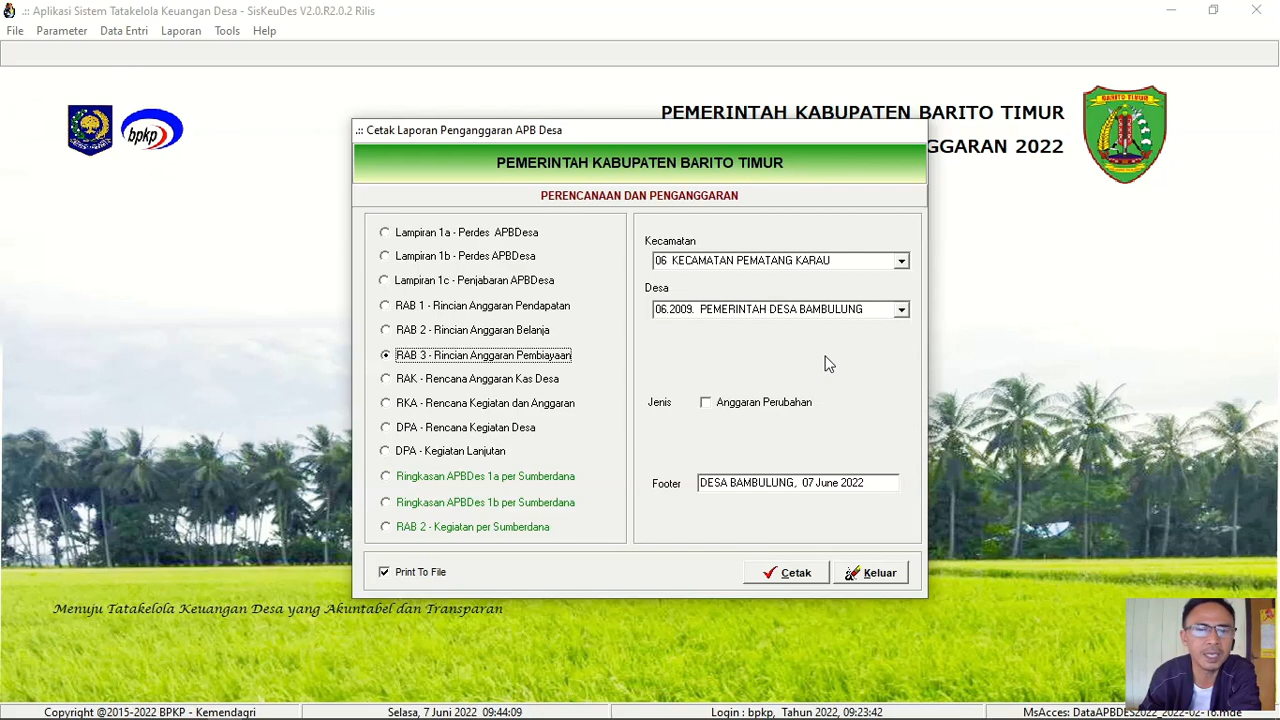 .:: Aplikasi Sistem Tatakelola Keuangan Desa - SisKeuDes V2.0.R2.0.2 Rilis
File Parameter Data Entri Laporan Tools Help
bpkp
PEMERINTAH KABUPATEN BARITO TIMUR
GGARAN 2022
BARITO TIMUR
.:: Cetak Laporan Penganggaran APB Desa
PEMERINTAH KABUPATEN BARITO TIMUR
PERENCANAAN DAN PENGANGGARAN
Lampiran 1a - Perdes APBDesa
Lampiran 1b - Perdes APBDesa
Lampiran 1c - Penjabaran APBDesa
RAB 1 - Rincian Anggaran Pendapatan
RAB 2 - Rincian Anggaran Belanja
RAB 3 - Rincian Anggaran Pembiayaan
RAK - Rencana Anggaran Kas Desa
RKA - Rencana Kegiatan dan Anggaran
DPA - Rencana Kegiatan Desa
DPA - Kegiatan Lanjutan
Ringkasan APBDes 1a per Sumberdana
Ringkasan APBDes 1b per Sumberdana
RAB 2 - Kegiatan per Sumberdana
Kecamatan
06 KECAMATAN PEMATANG KARAU
Desa
06.2009. PEMERINTAH DESA BAMBULUNG
Jenis Anggaran Perubahan
Footer DESA BAMBULUNG, 07 June 2022
Print To File Cetak Keluar
Menuju Tatakelola Keuangan Desa yang Akuntabel dan Transparan
Copyright @2015-2022 BPKP - Kemendagri Selasa, 7 Juni 2022 09:44:09 Login : bpkp, Tahun 2022, 09:23:42 MsAcces: DataAPBDES2022_2022-02-16.mde